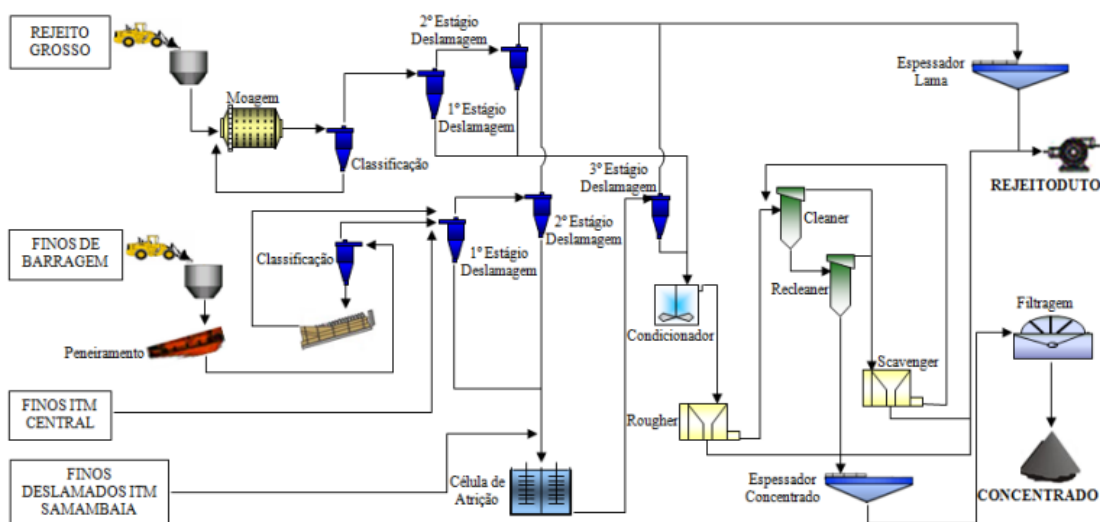 REJEITO
GROSSO
2º Estágio
Deslamagem
Moagem
1º Estágio
Deslamagem
Classificação
Espessador
Lama
REJEITODUTO
3º Estágio
Deslamagem
FINOS DE
BARRAGEM
Classificação
1º Estágio
Deslamagem
2º Estágio
Deslamagem
Cleaner
Recleaner
Peneiramento
Condicionador
Filtragem
Scavenger
FINOS ITM
CENTRAL
Rougher
FINOS
DESLAMADOS ITM
SAMAMBAIA
Célula de
Atrição
Espessador
Concentrado
CONCENTRADO